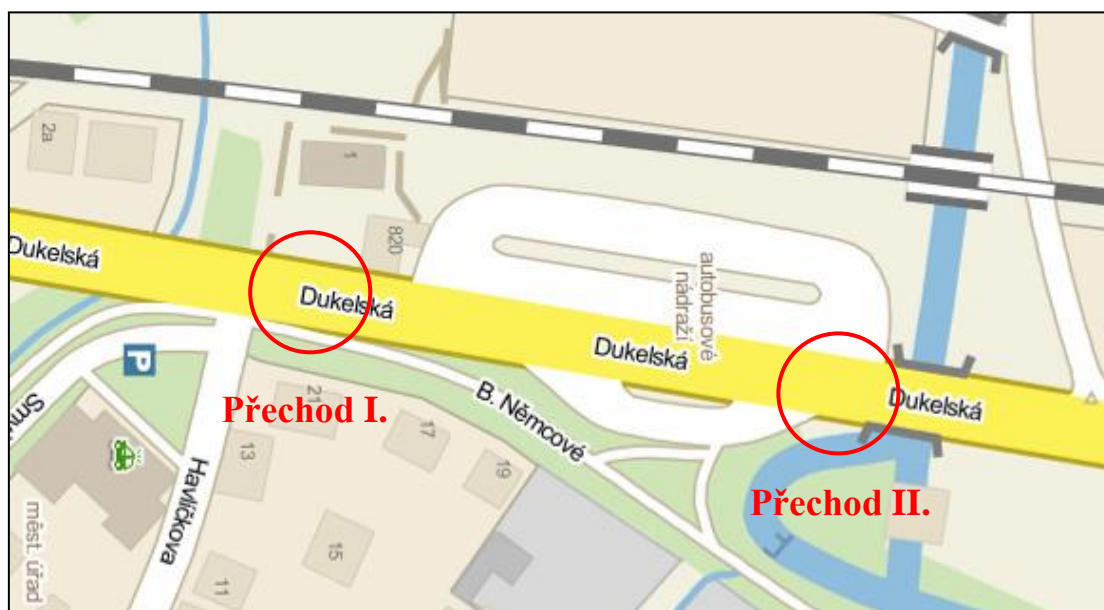 2a
1
820
Dukelská
Dukelská
autobusové
nádraží
Dukelská
Dukelská
P
21
Přechod I.
B. Němcové
17
13
19
Havlíčkova
Přechod II.
měst. úřad
15
11